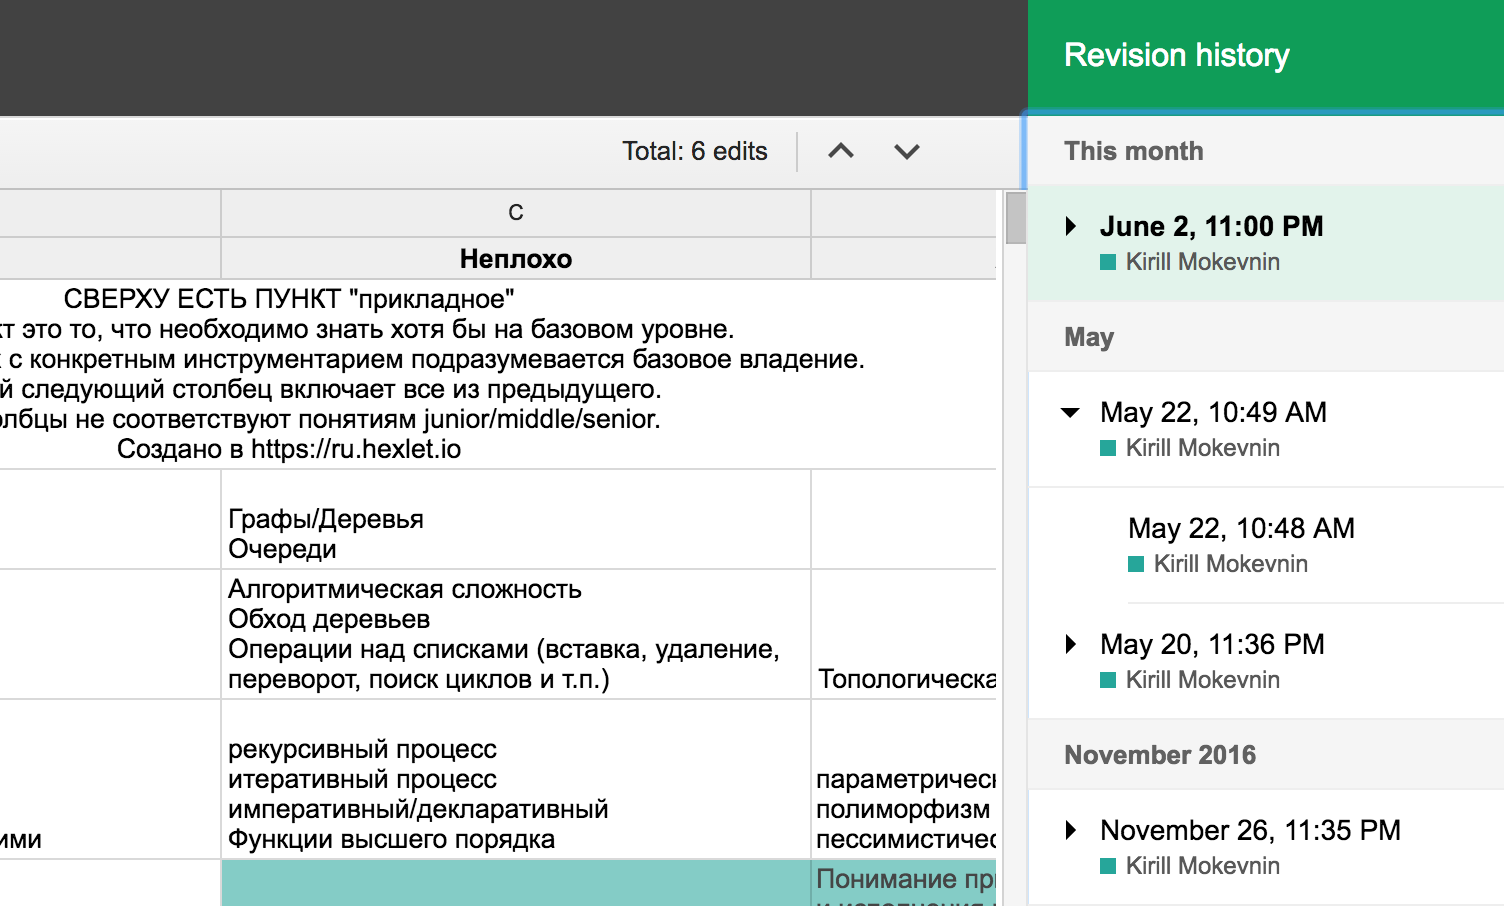 Revision history
Total: 6 edits
This month
June 2, 11:00 PM
Kirill Mokevnin
May
May 22, 10:49 AM
Kirill Mokevnin
May 22, 10:48 AM
Kirill Mokevnin
May 20, 11:36 PM
Kirill Mokevnin
November 2016
November 26, 11:35 PM
Kirill Mokevnin
C
Неплохо
СВЕРХУ ЕСТЬ ПУНКТ "прикладное"
это то, что необходимо знать хотя бы на базовом уровне.
с конкретным инструментарием подразумевается базовое владение.
следующий столбец включает все из предыдущего.
не соответствуют понятиям junior/middle/senior.
Создано в https://ru.hexlet.io
Графы/Деревья
Очереди
Алгоритмическая сложность
Обход деревьев
Операции над списками (вставка, удаление,
переворот, поиск циклов и т.п.)
Топологическа
рекурсивный процесс
итеративный процесс
императивный/декларативный
Функции высшего порядка
ими
параметричес
полиморфизм
пессимистичес
Понимание